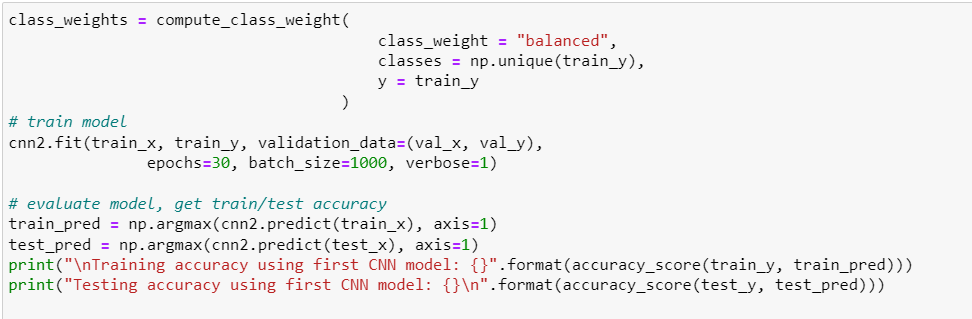 class_weights = compute_class_weight(
class_weight = "balanced",
classes = np.unique(train_y),
y = train_y
)
# train model
cnn2.fit(train_x, train_y, validation_data=(val_x, val_y),
epochs=30, batch_size=1000, verbose=1)
# evaluate model, get train/test accuracy
train_pred = np.argmax(cnn2.predict(train_x), axis=1)
test_pred = np.argmax(cnn2.predict(test_x), axis=1)
print("\nTraining accuracy using first CNN model: {}".format(accuracy_score(train_y, train_pred)))
print("Testing accuracy using first CNN model: {}\n".format(accuracy_score(test_y, test_pred)))